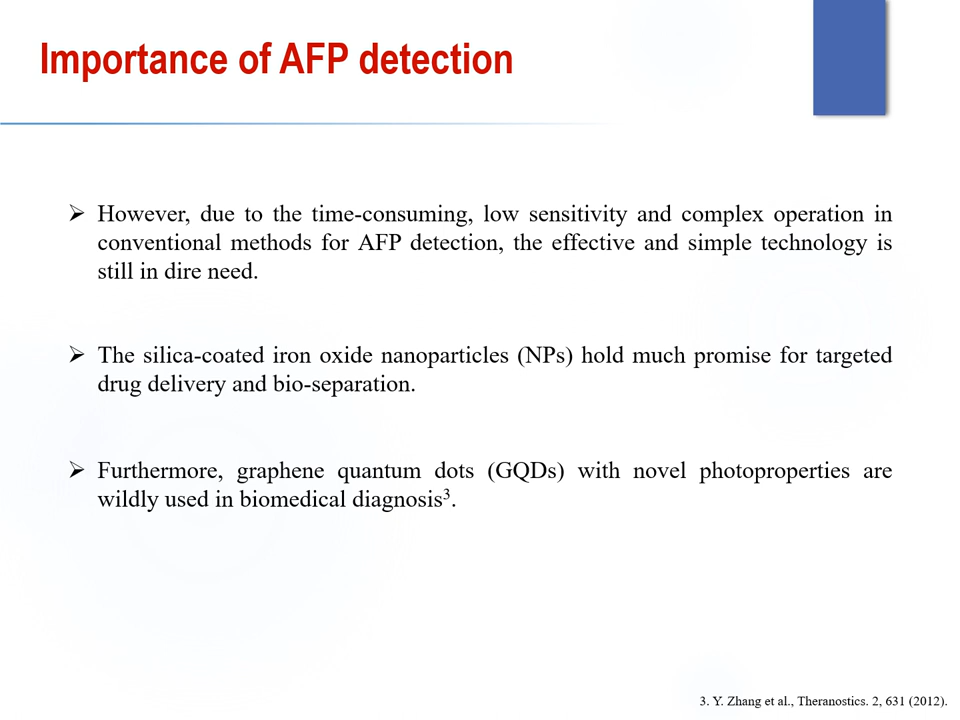 Importance of AFP detection
➢ However, due to the time-consuming, low sensitivity and complex operation in
conventional methods for AFP detection, the effective and simple technology is
still in dire need.
➢ The silica-coated iron oxide nanoparticles (NPs) hold much promise for targeted
drug delivery and bio-separation.
➢ Furthermore, graphene quantum dots (GQDs) with novel photoproperties are
wildly used in biomedical diagnosis³.
3. Y. Zhang et al., Theranostics. 2, 631 (2012).